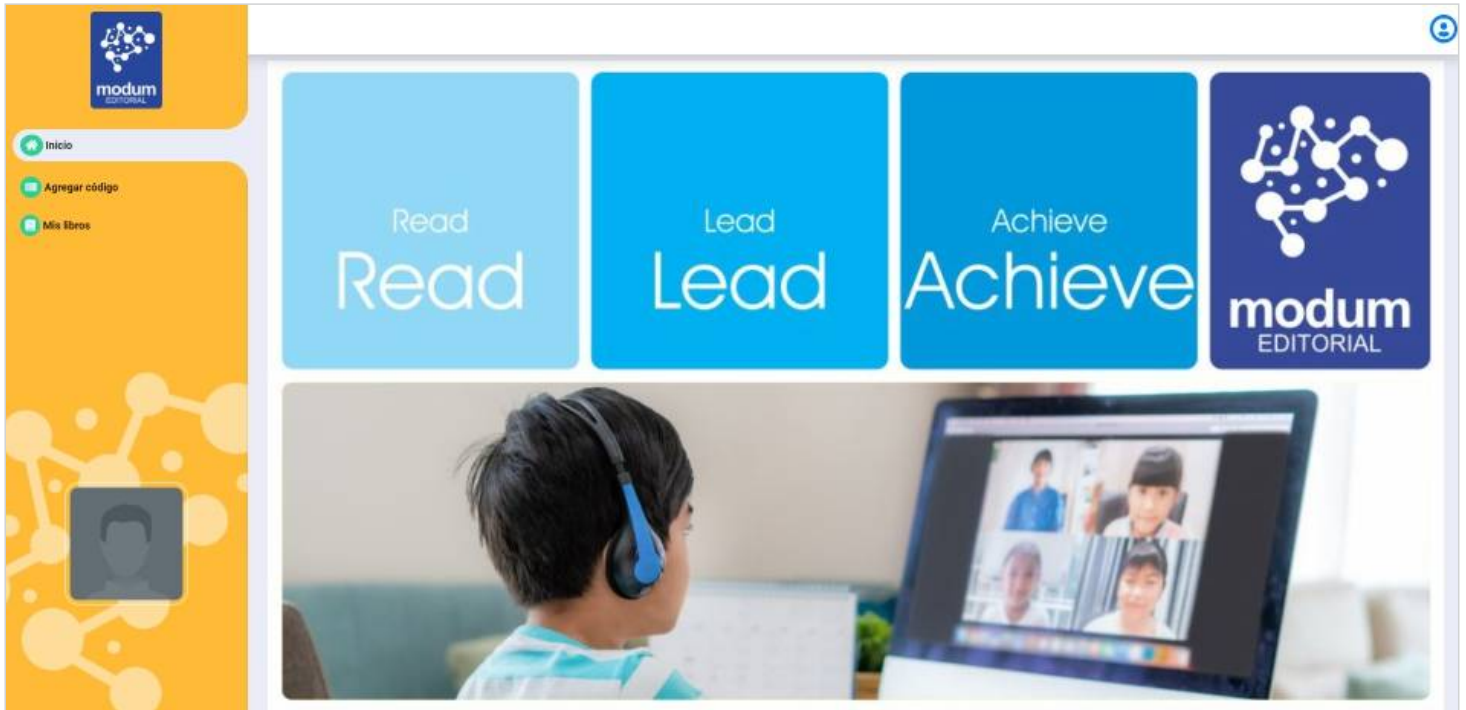 modum
EDITORIAL
Inicio
Agregar código
Mis libros
Read
Read
Lead
Lead
Achieve
Achieve
modum
EDITORIAL